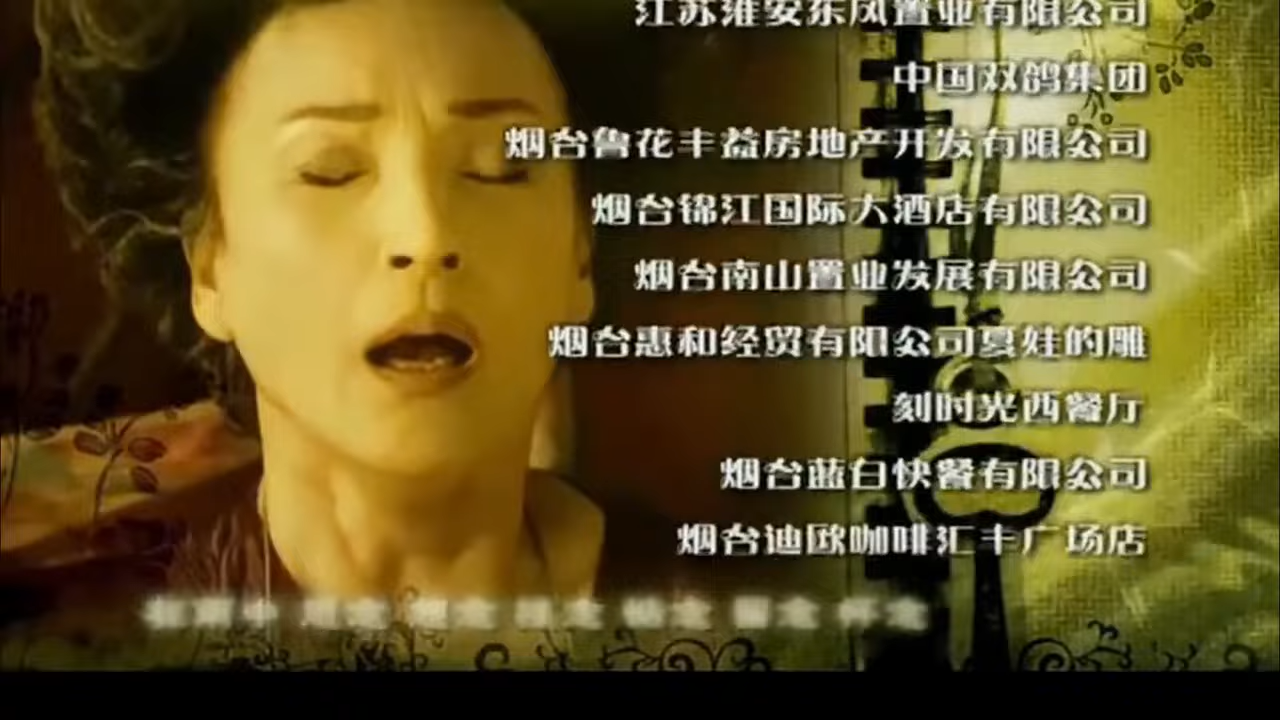 江苏淮安东风置业有限公司
中国双鸽集团
烟台鲁花丰益房地产开发有限公司
烟台锦江国际大酒店有限公司
烟台南山置业发展有限公司
烟台惠和经贸有限公司夏娃的雕
刻时光西餐厅
烟台蓝白快餐有限公司
烟台迪欧咖啡汇丰广场店